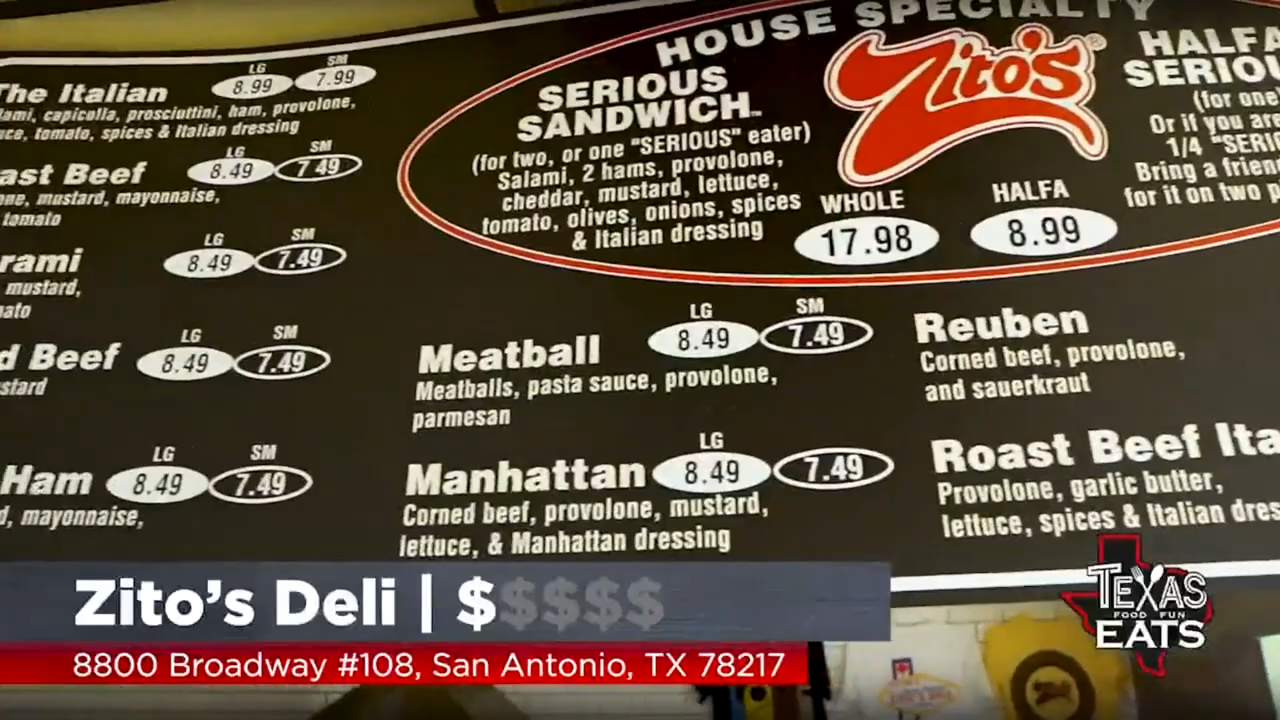 The Italian
LG SM
8.99 7.99
lami, capicolla, prosciuttini, ham, provolone,
uce, tomato, spices & Italian dressing
ast Beef
LG SM
8.49 7.49
one, mustard, mayonnaise,
tomato
rami
LG SM
8.49 7.49
mustard,
ato
d Beef
LG SM
8.49 7.49
stard
Ham
LG SM
8.49 7.49
d, mayonnaise,
HOUSE SPECIALTY
SERIOUS
SANDWICH™
(for two, or one "SERIOUS" eater)
Salami, 2 hams, provolone,
cheddar, mustard, lettuce,
tomato, olives, onions, spices
& Italian dressing
Zito's®
WHOLE HALFA
17.98 8.99
HALFA
SERIOU
(for one)
Or if you are
1/4 "SERIO
Bring a frien
for it on two p
Meatball
LG SM
8.49 7.49
Meatballs, pasta sauce, provolone,
parmesan
Manhattan
LG
8.49 7.49
Corned beef, provolone, mustard,
lettuce, & Manhattan dressing
Reuben
Corned beef, provolone,
and sauerkraut
Roast Beef Ita
Provolone, garlic butter,
lettuce, spices & Italian dres
Zito's Deli | $$$$$
8800 Broadway #108, San Antonio, TX 78217
TEXAS
FOOD FUN
EATS